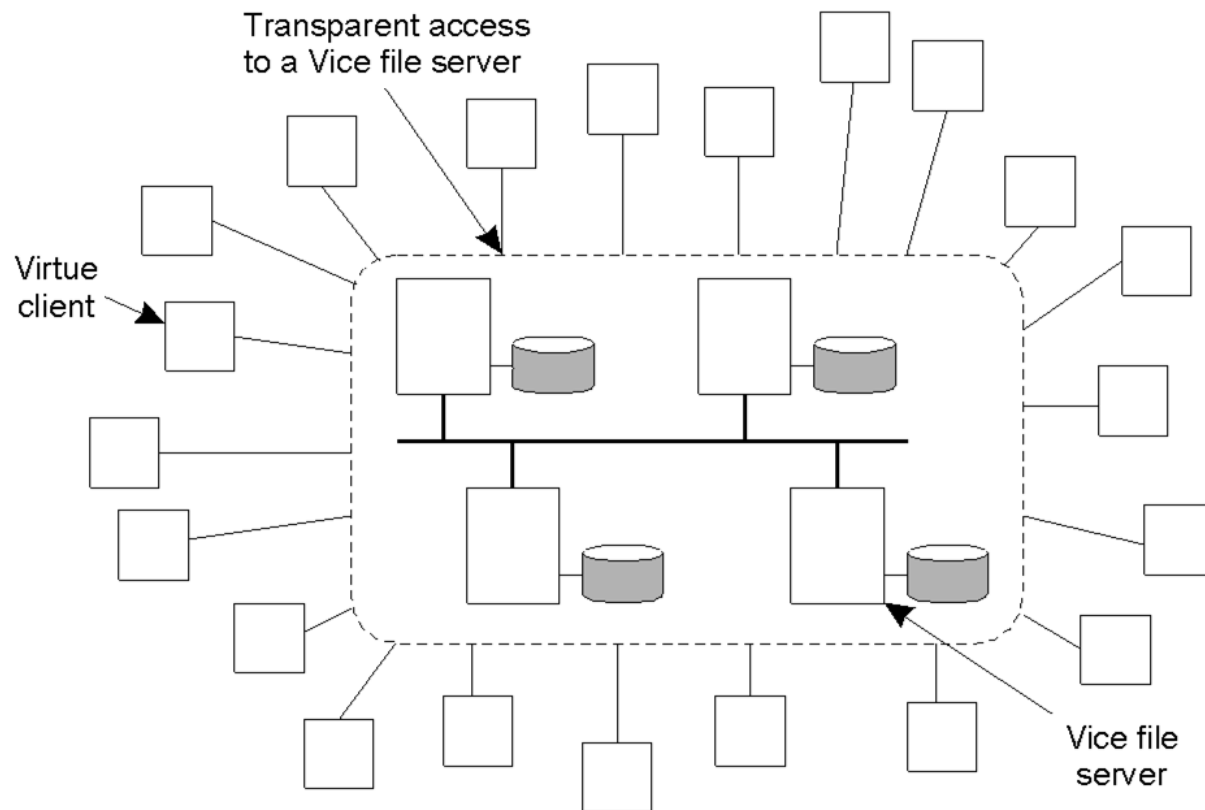 Transparent access
to a Vice file server
Virtue
client
Vice file
server